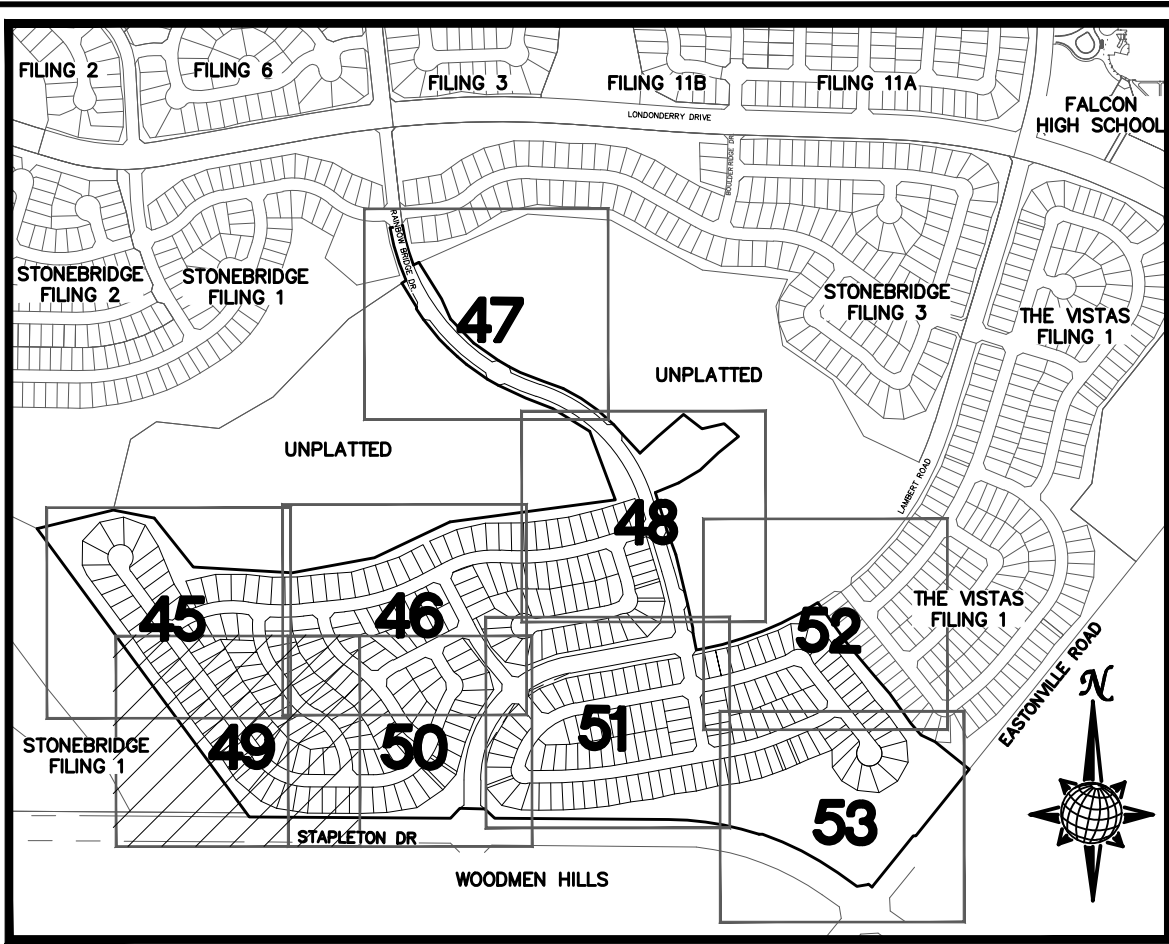 FILING 2
FILING 6
FILING 3
FILING 11B
FILING 11A
FALCON
HIGH SCHOOL
LONDONDERRY DRIVE
BOULDER RIDGE DR
RAINBOW BRIDGE DR.
STONEBRIDGE
FILING 2
STONEBRIDGE
FILING 1
47
STONEBRIDGE
FILING 3
THE VISTAS
FILING 1
UNPLATTED
UNPLATTED
LAMBERT ROAD
48
45
46
52
THE VISTAS
FILING 1
EASTONVILLE ROAD
N
STONEBRIDGE
FILING 1
49
50
51
53
STAPLETON DR
WOODMEN HILLS